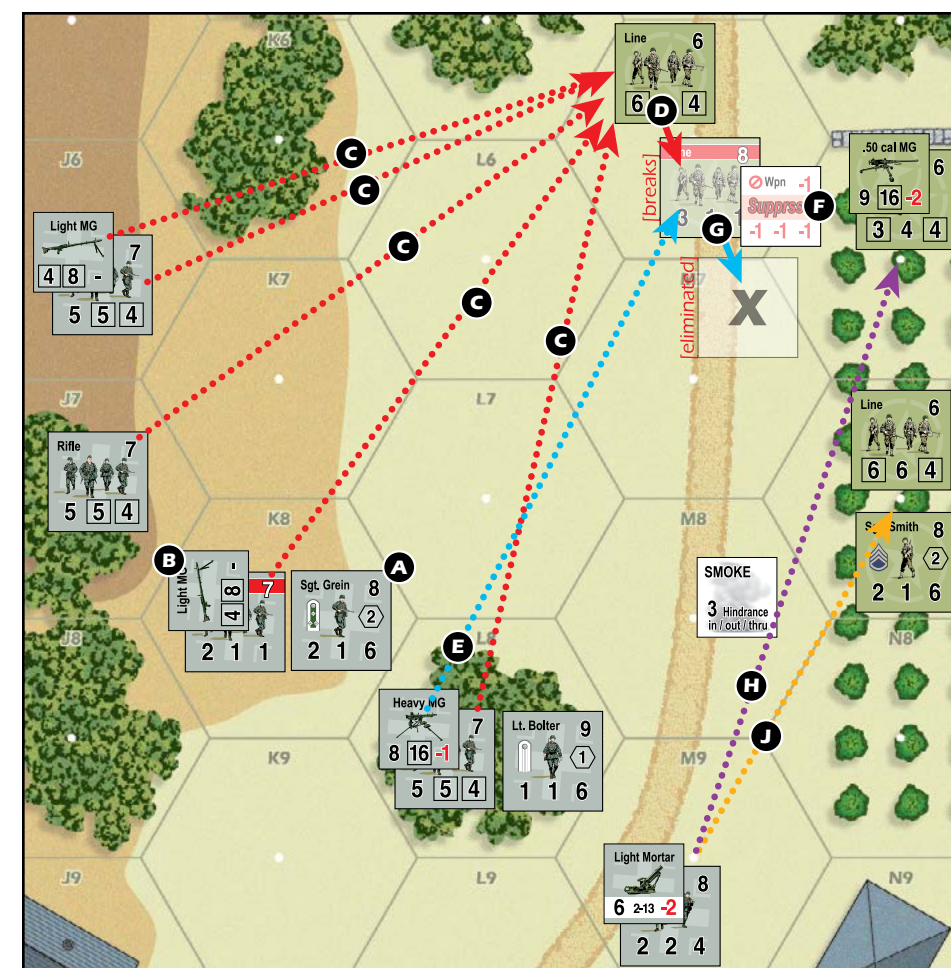 K6
Line 6
6 4
D
J6
L6
ne 8
[breaks]
Wpn -1
Supprss
-1 -1 -1
F
.50 cal MG
6
9 16 -2
3 4 4
C
C
Light MG
7
4 8 -
5 5 4
C
G
K7
[eliminated]
X
C
C
J7
L7
Rifle 7
5 5 4
Line 6
6 6 4
K8
M8
B
Light MG
- 8 4
7
2 1 1
Sgt. Grein 8
2
2 1 6
A
SMOKE
3 Hindrance
in / out / thru
Smith 8
2
2 1 6
J8
L8
N8
E
H
Heavy MG
7
8 16 -1
5 5 4
Lt. Bolter 9
1
1 1 6
J
K9
M9
Light Mortar
8
6 2-13 -2
2 2 4
J9
L9
N9